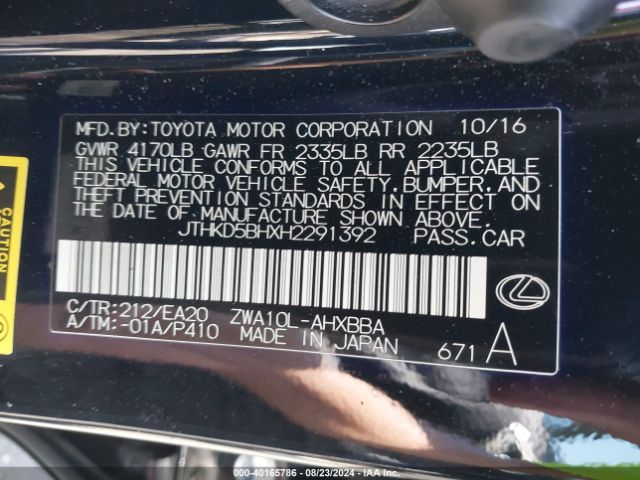 MFD.BY:TOYOTA MOTOR CORPORATION 10/16
GVWR 4170LB GAWR FR 2335LB RR 2235LB
THIS VEHICLE CONFORMS TO ALL APPLICABLE
FEDERAL MOTOR VEHICLE SAFETY,BUMPER,AND
THEFT PREVENTION STANDARDS IN EFFECT ON
THE DATE OF MANUFACTURE SHOWN ABOVE.
JTHKD5BHXH2291392 PASS.CAR
C/TR:212/EA20 ZWA10L-AHXBBA
A/TM:-01A/P410 MADE IN JAPAN 671 A
CAUTION
000-40165786 - 08/23/2024 - IAA Inc.